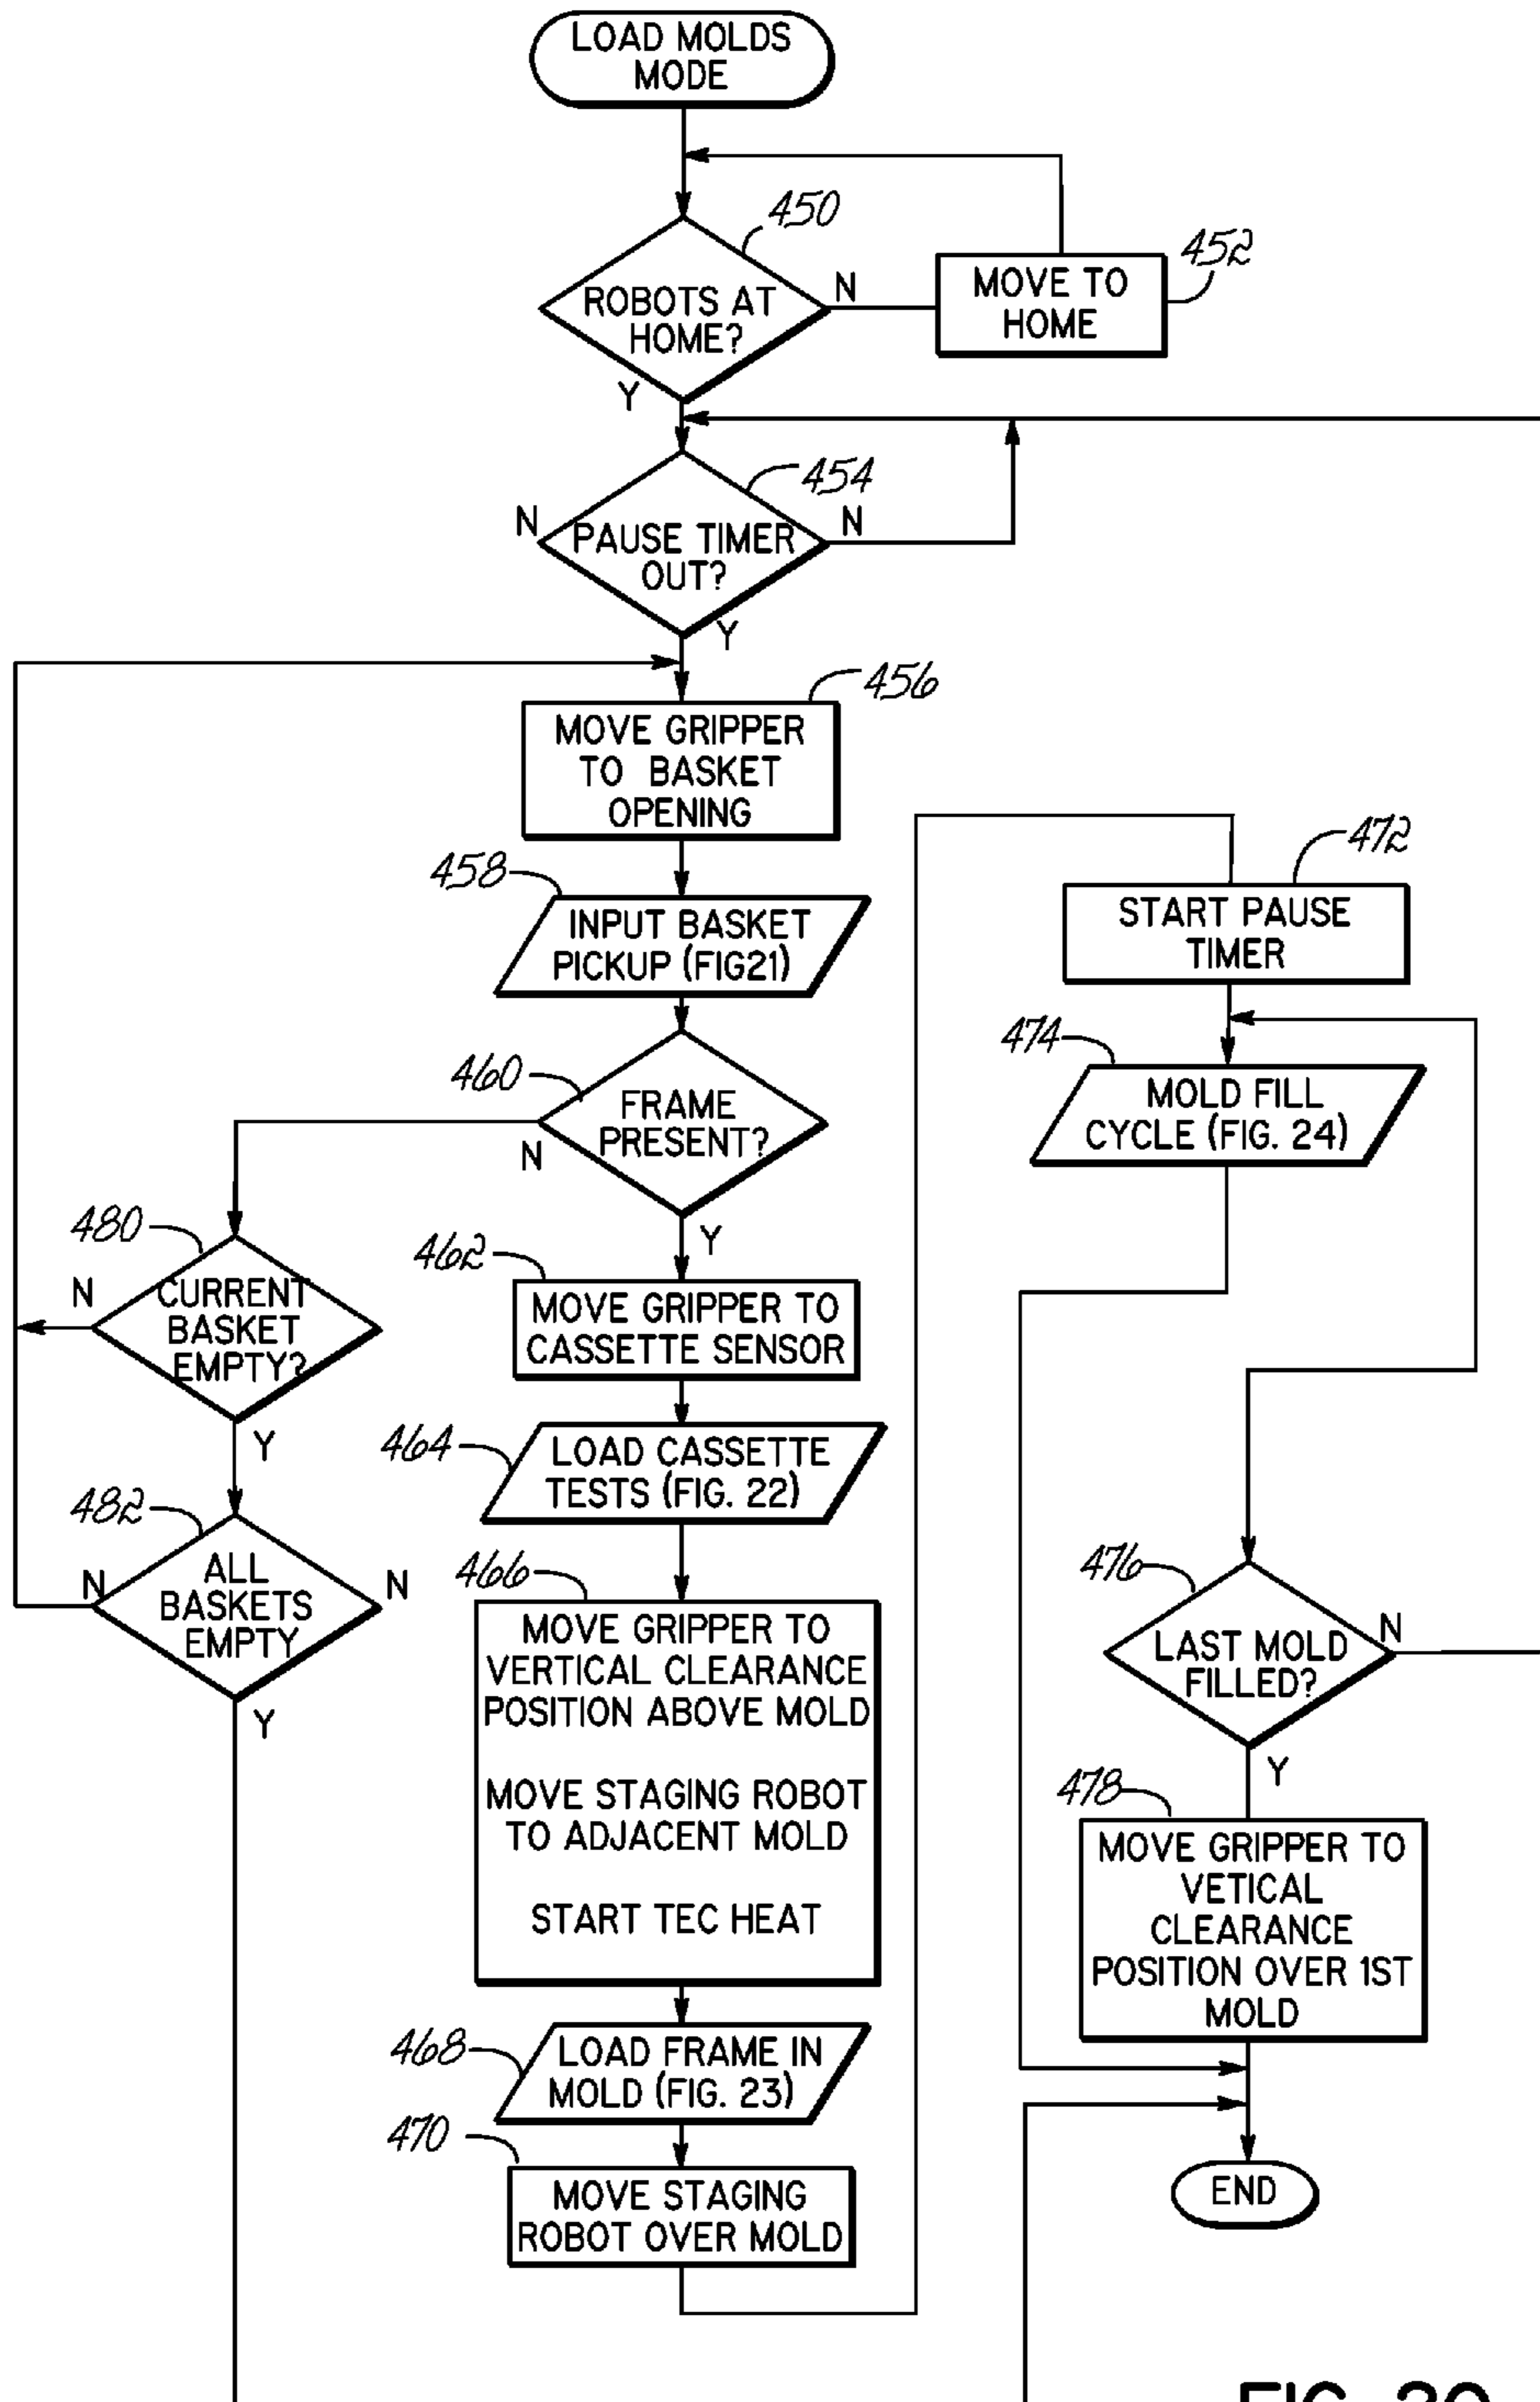 LOAD MOLDS
MODE
450
ROBOTS AT
HOME?
N
Y
452
MOVE TO
HOME
454
N
PAUSE TIMER
OUT?
N
Y
456
MOVE GRIPPER
TO BASKET
OPENING
458
INPUT BASKET
PICKUP (FIG21)
460
FRAME
PRESENT?
N
Y
480
N
CURRENT
BASKET
EMPTY?
Y
482
N
ALL
BASKETS
EMPTY
N
Y
462
MOVE GRIPPER TO
CASSETTE SENSOR
464
LOAD CASSETTE
TESTS (FIG. 22)
466
MOVE GRIPPER TO
VERTICAL CLEARANCE
POSITION ABOVE MOLD
MOVE STAGING ROBOT
TO ADJACENT MOLD
START TEC HEAT
468
LOAD FRAME IN
MOLD (FIG. 23)
470
MOVE STAGING
ROBOT OVER MOLD
472
START PAUSE
TIMER
474
MOLD FILL
CYCLE (FIG. 24)
476
LAST MOLD
FILLED?
N
Y
478
MOVE GRIPPER TO
VETICAL
CLEARANCE
POSITION OVER 1ST
MOLD
END